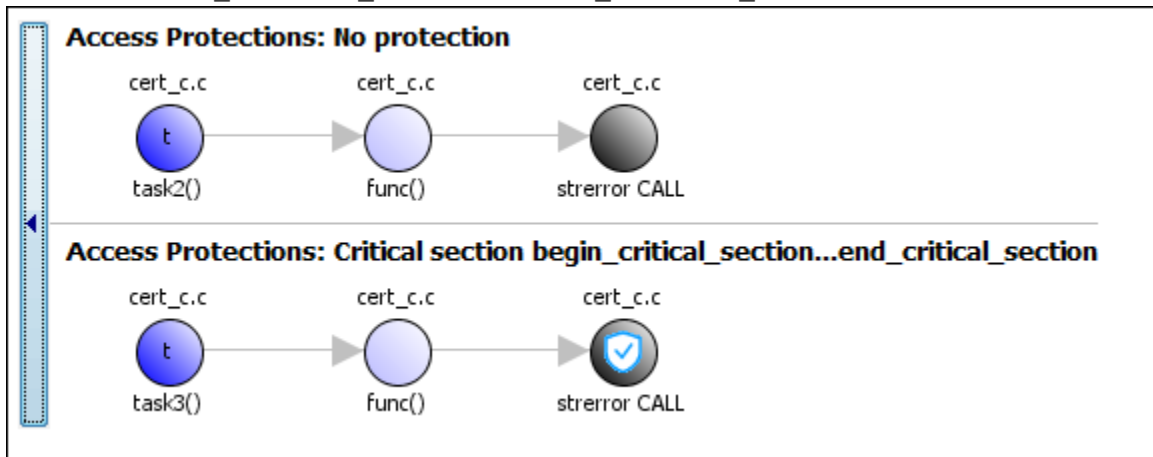 Access Protections: No protection
cert_c.c cert_c.c cert_c.c
t
task2() func() strerror CALL
Access Protections: Critical section begin_critical_section...end_critical_section
cert_c.c cert_c.c cert_c.c
t
task3() func() strerror CALL